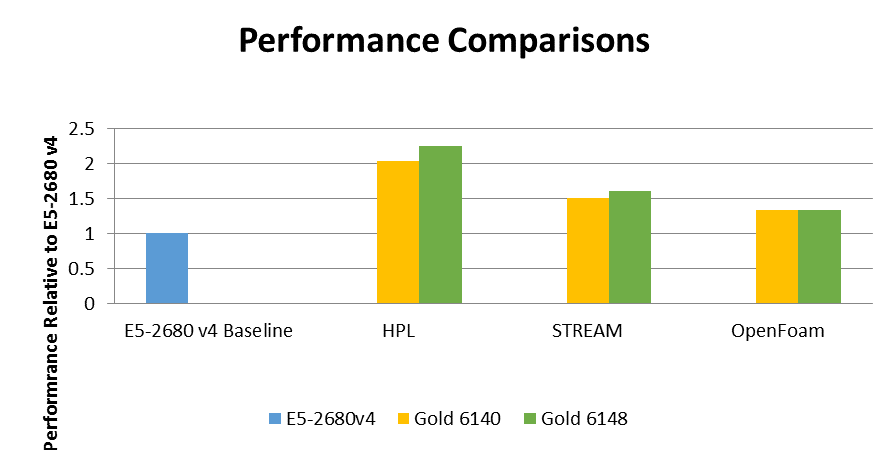 Performance Comparisons
Performrance Relative to E5-2680 v4
2.5
2
1.5
1
0.5
0
E5-2680 v4 Baseline HPL STREAM OpenFoam
E5-2680v4 Gold 6140 Gold 6148